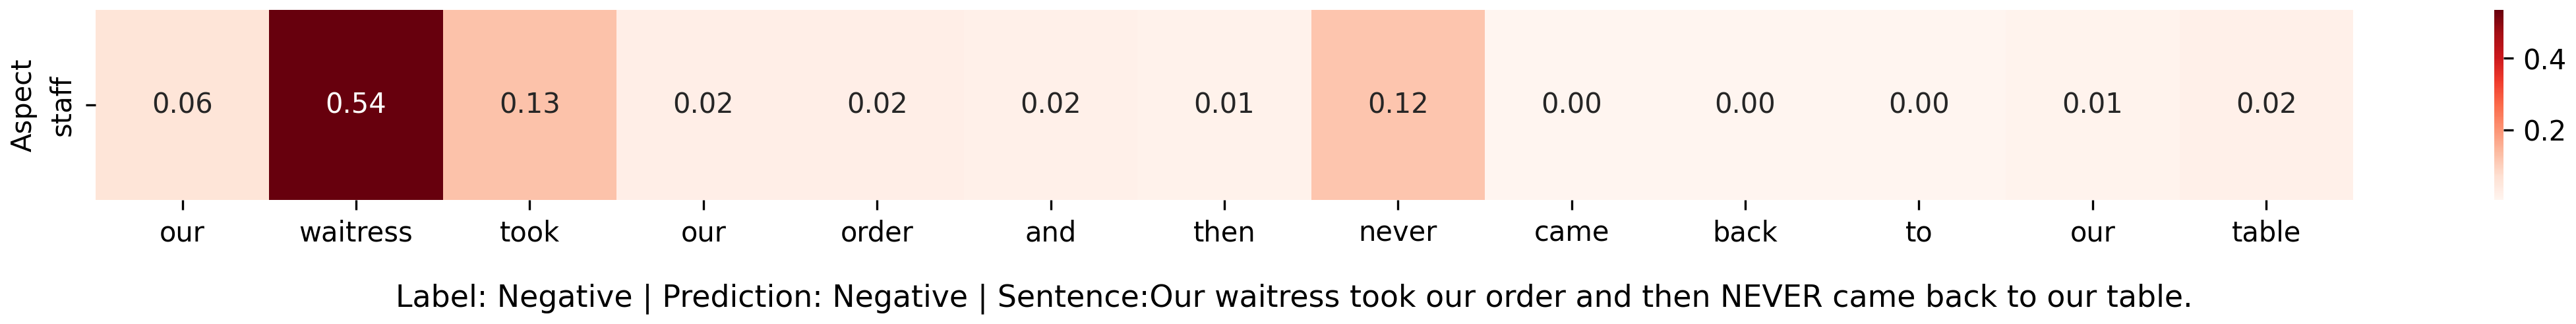 Aspect
staff
0.06 0.54 0.13 0.02 0.02 0.02 0.01 0.12 0.00 0.00 0.00 0.01 0.02
our waitress took our order and then never came back to our table
0.4
0.2
Label: Negative | Prediction: Negative | Sentence:Our waitress took our order and then NEVER came back to our table.